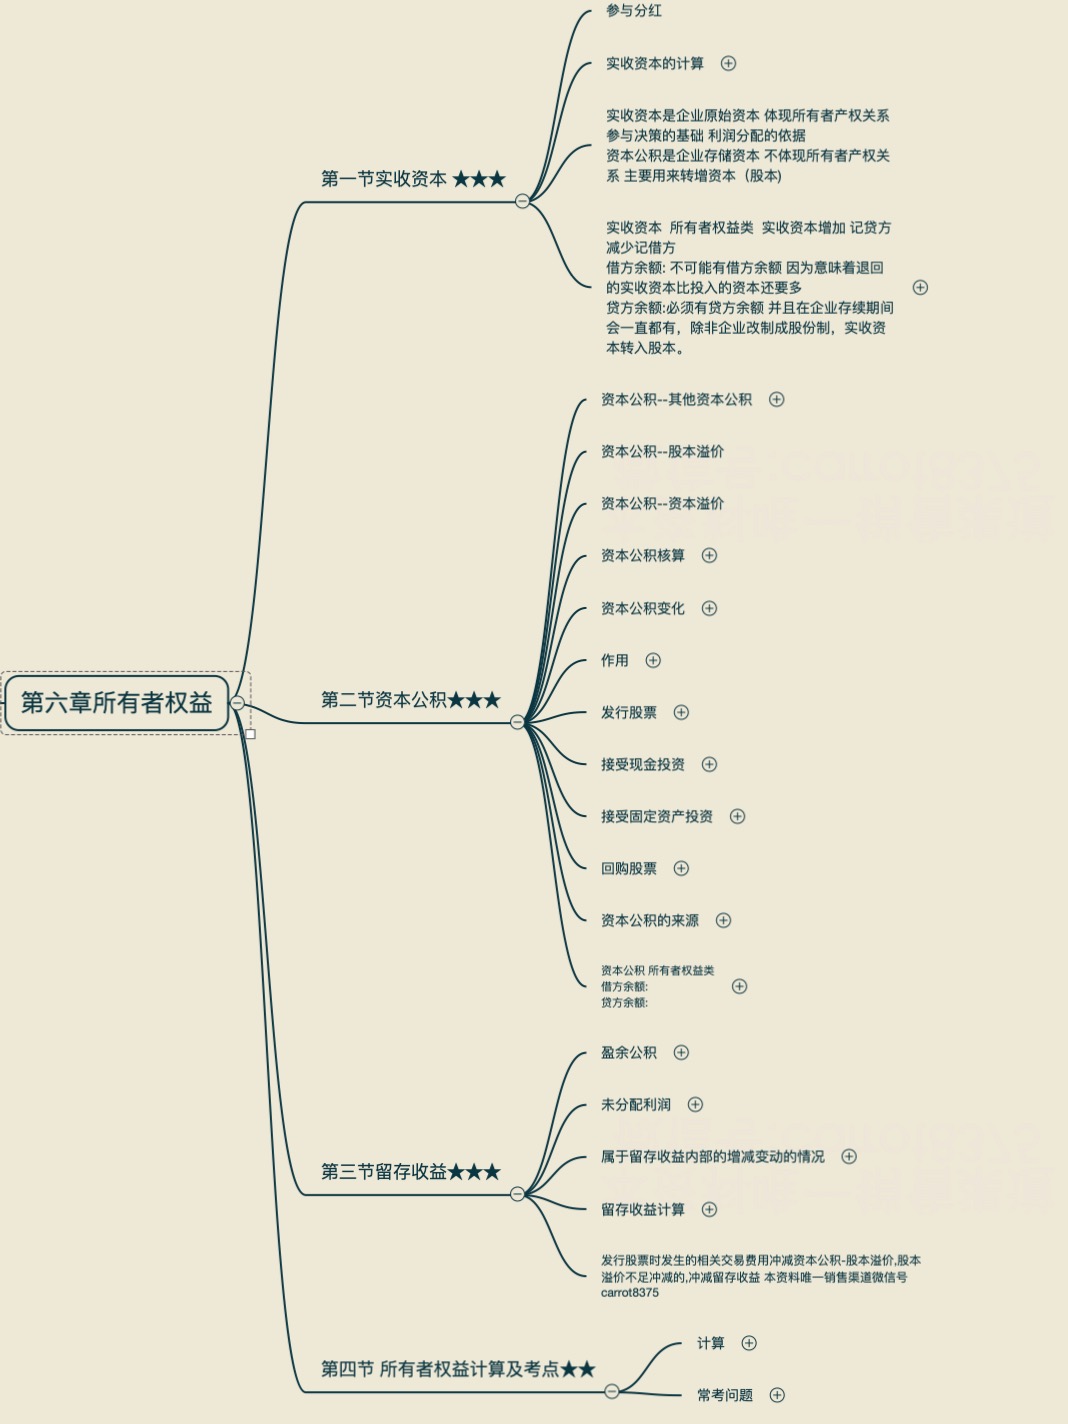 参与分红
实收资本的计算
实收资本是企业原始资本 体现所有者产权关系
参与决策的基础 利润分配的依据
资本公积是企业存储资本 不体现所有者产权关
系 主要用来转增资本（股本)
第一节实收资本 ★★★
实收资本 所有者权益类 实收资本增加 记贷方
减少记借方
借方余额: 不可能有借方余额 因为意味着退回
的实收资本比投入的资本还要多
贷方余额:必须有贷方余额 并且在企业存续期间
会一直都有，除非企业改制成股份制，实收资
本转入股本。
资本公积--其他资本公积
资本公积--股本溢价
资本公积--资本溢价
资本公积核算
资本公积变化
作用
第六章所有者权益
第二节资本公积★★★
发行股票
接受现金投资
接受固定资产投资
回购股票
资本公积的来源
资本公积 所有者权益类
借方余额:
贷方余额:
盈余公积
未分配利润
属于留存收益内部的增减变动的情况
第三节留存收益★★★
留存收益计算
发行股票时发生的相关交易费用冲减资本公积-股本溢价,股本
溢价不足冲减的,冲减留存收益 本资料唯一销售渠道微信号
carrot8375
计算
第四节 所有者权益计算及考点★★
常考问题